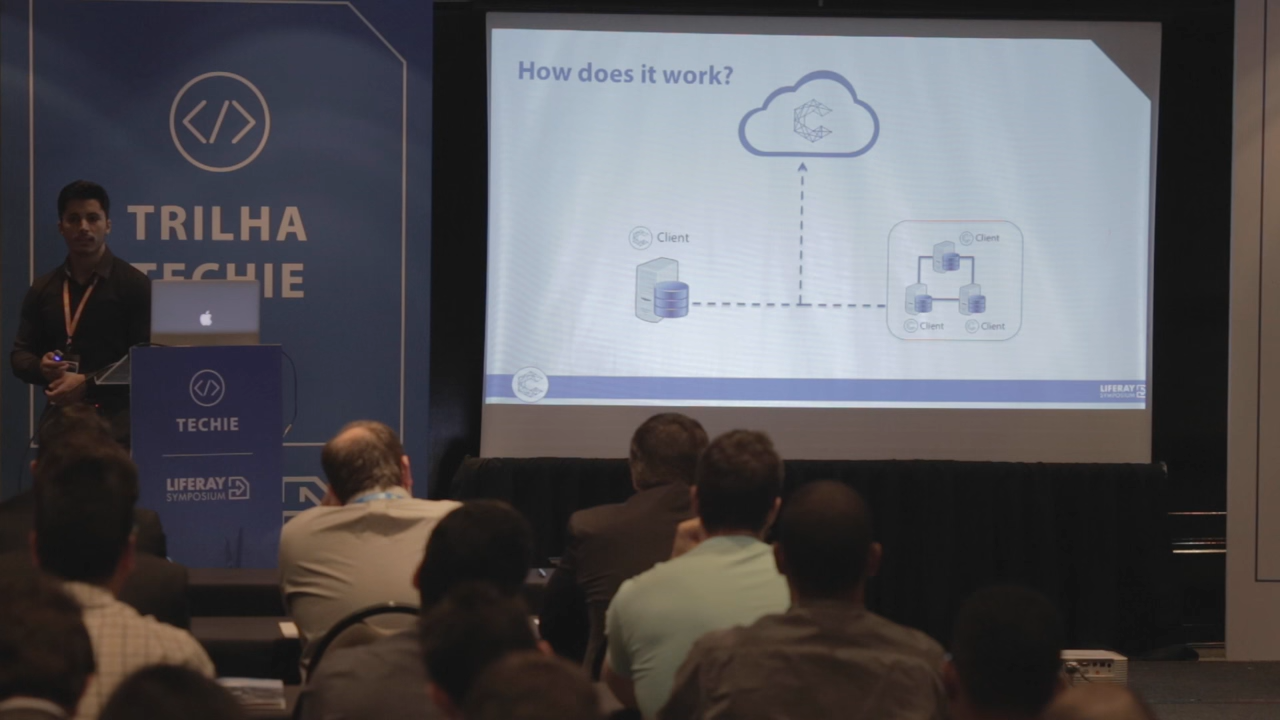 TRILHA
TECHIE
TECHIE
LIFERAY
SYMPOSIUM
How does it work?
C
Client
Client
Client
Client
LIFERAY
SYMPOSIUM